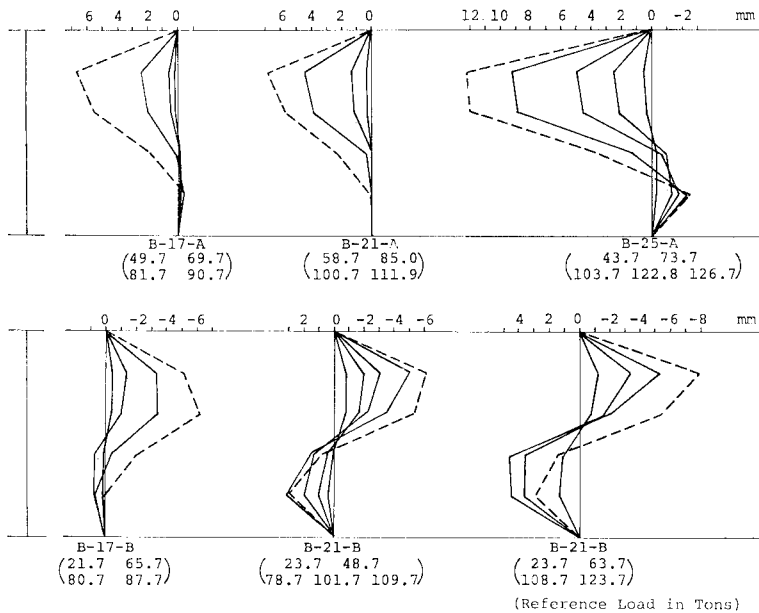 6 4 2 0
6 4 2 0
12 10 8 6 4 2 0 -2 mm
B-17-A
(49.7 69.7
81.7 90.7)
B-21-A
(58.7 85.0
100.7 111.9)
B-25-A
(43.7 73.7
103.7 122.8 126.7)
0 -2 -4 -6
2 0 -2 -4 -6
4 2 0 -2 -4 -6 -8 mm
B-17-B
(21.7 65.7
80.7 87.7)
B-21-B
(23.7 48.7
78.7 101.7 109.7)
B-21-B
(23.7 63.7
108.7 123.7)
(Reference Load in Tons)